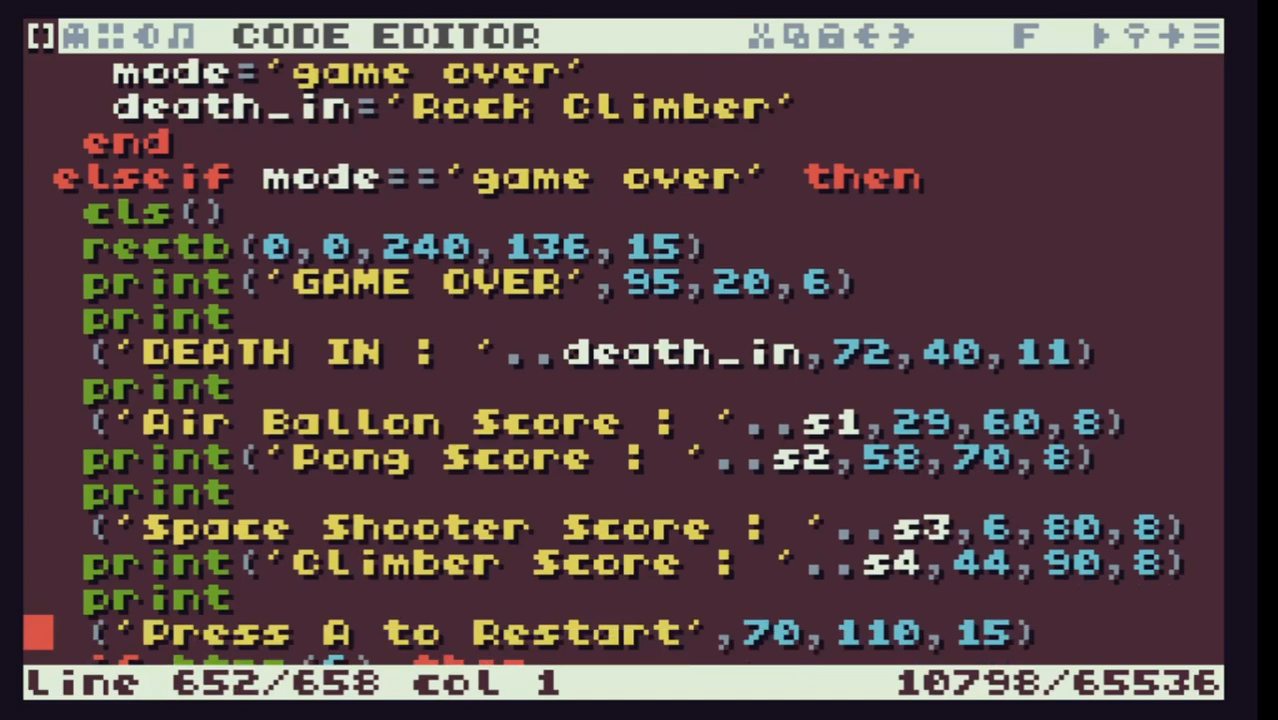 CODE EDITOR F
mode='game over'
death_in='Rock Climber'
end
elseif mode=='game over' then
cls()
rectb(0,0,240,136,15)
print('GAME OVER',95,20,6)
print
('DEATH IN : '..death_in,72,40,11)
print
('Air Ballon Score : '..s1,29,60,8)
print('Pong Score : '..s2,58,70,8)
print
('Space Shooter Score : '..s3,6,80,8)
print('Climber Score : '..s4,44,90,8)
print
('Press A to Restart',70,110,15)
line 652/658 col 1 10798/65536